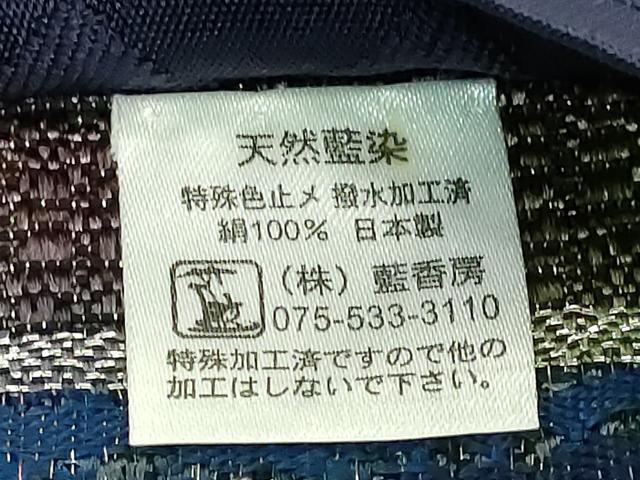 天然藍染
特殊色止メ 撥水加工済
絹100% 日本製
(株) 藍香房
075-533-3110
特殊加工済ですので他の
加工はしないで下さい。